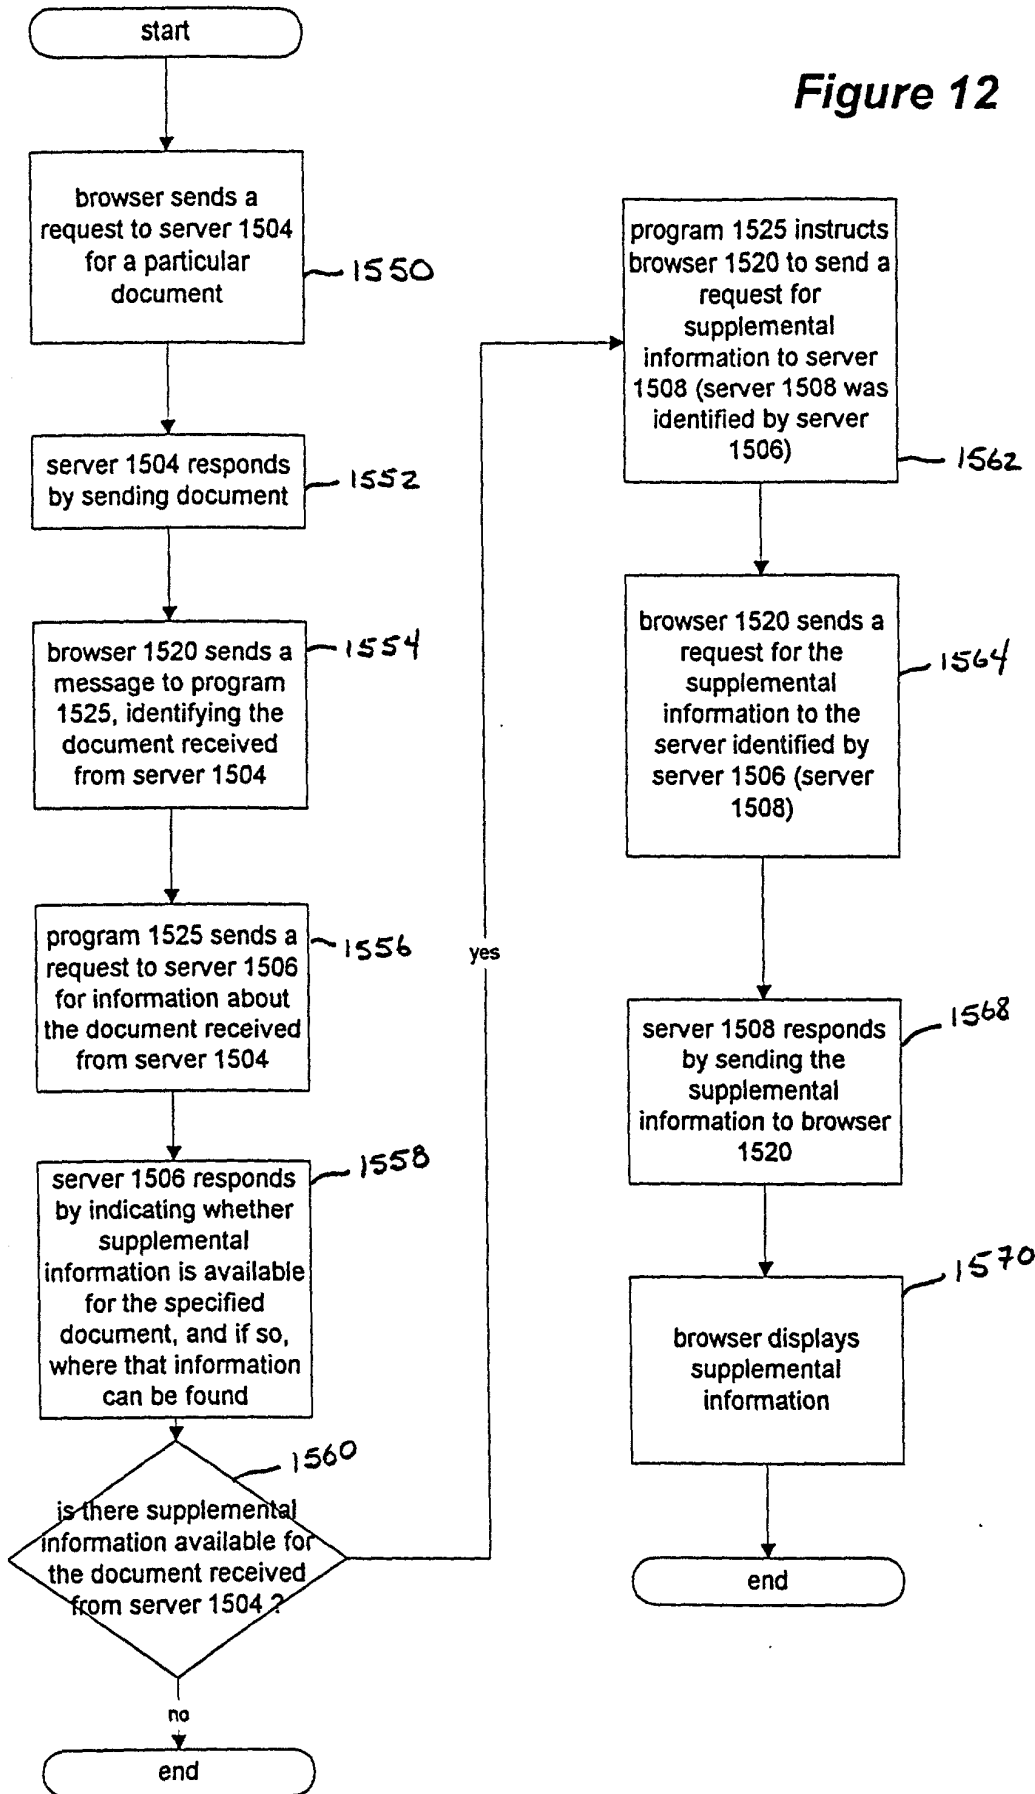 start
Figure 12
browser sends a
request to server 1504
for a particular
document
1550
server 1504 responds
by sending document
1552
browser 1520 sends a
message to program
1525, identifying the
document received
from server 1504
1554
program 1525 sends a
request to server 1506
for information about
the document received
from server 1504
1556
server 1506 responds
by indicating whether
supplemental
information is available
for the specified
document, and if so,
where that information
can be found
1558
is there supplemental
information available for
the document received
from server 1504 ?
1560
no
end
yes
program 1525 instructs
browser 1520 to send a
request for
supplemental
information to server
1508 (server 1508 was
identified by server
1506)
1562
browser 1520 sends a
request for the
supplemental
information to the
server identified by
server 1506 (server
1508)
1564
server 1508 responds
by sending the
supplemental
information to browser
1520
1568
browser displays
supplemental
information
1570
end